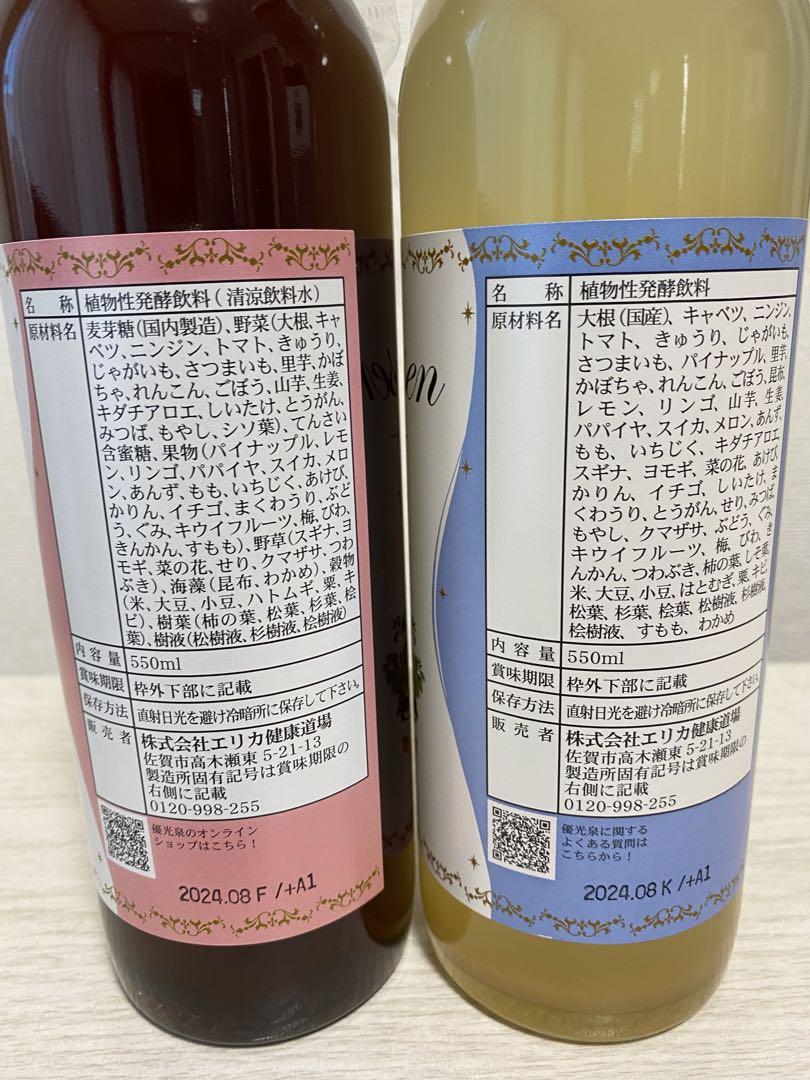 名称 植物性発酵飲料(清涼飲料水)
原材料名 麦芽糖(国内製造)、野菜(大根、キャ
ベツ、ニンジン、トマト、きゅうり、
じゃがいも、さつまいも、里芋、かぼ
ちゃ、れんこん、ごぼう、山芋、生姜、
キダチアロエ、しいたけ、とうがん、
みつば、もやし、シソ葉)、てんさい
含蜜糖、果物(パイナップル、レモ
ン、リンゴ、パパイヤ、スイカ、メロ
ン、あんず、もも、いちじく、あけび、
かりん、イチゴ、まくわうり、ぶど
う、ぐみ、キウイフルーツ、梅、びわ、
きんかん、すもも)、野草(スギナ、ヨ
モギ、菜の花、せり、クマザサ、つわ
ぶき)、海藻(昆布、わかめ)、穀物
(米、大豆、小豆、ハトムギ、粟、キ
ビ)、樹葉(柿の葉、松葉、杉葉、桧
葉)、樹液(松樹液、杉樹液、桧樹液)
内容量 550ml
賞味期限 枠外下部に記載
保存方法 直射日光を避け冷暗所に保存して下さい。
販売者 株式会社エリカ健康道場
佐賀市高木瀬東 5-21-13
製造所固有記号は賞味期限の
右側に記載
0120-998-255
優光泉のオンライン
ショップはこちら!
2024.08 F /+A1
名称 植物性発酵飲料
原材料名 大根(国産)、キャベツ、ニンジン、
トマト、きゅうり、じゃがいも、
さつまいも、パイナップル、里芋、
かぼちゃ、れんこん、ごぼう、昆布、
レモン、リンゴ、山芋、生姜、
パパイヤ、スイカ、メロン、あんず、
もも、いちじく、キダチアロエ、
スギナ、ヨモギ、菜の花、あけび、
かりん、イチゴ、しいたけ、ま
くわうり、とうがん、せり、みつば、
もやし、クマザサ、ぶどう、ぐみ、
キウイフルーツ、梅、びわ、き
んかん、つわぶき、柿の葉、しそ葉、
米、大豆、小豆、はとむぎ、粟、キビ、
松葉、杉葉、桧葉、松樹液、杉樹液、
桧樹液、すもも、わかめ
内容量 550ml
賞味期限 枠外下部に記載
保存方法 直射日光を避け冷暗所に保存して下さい。
販売者 株式会社エリカ健康道場
佐賀市高木瀬東 5-21-13
製造所固有記号は賞味期限の
右側に記載
0120-998-255
優光泉に関する
よくある質問は
こちらから!
2024.08 K /+A1